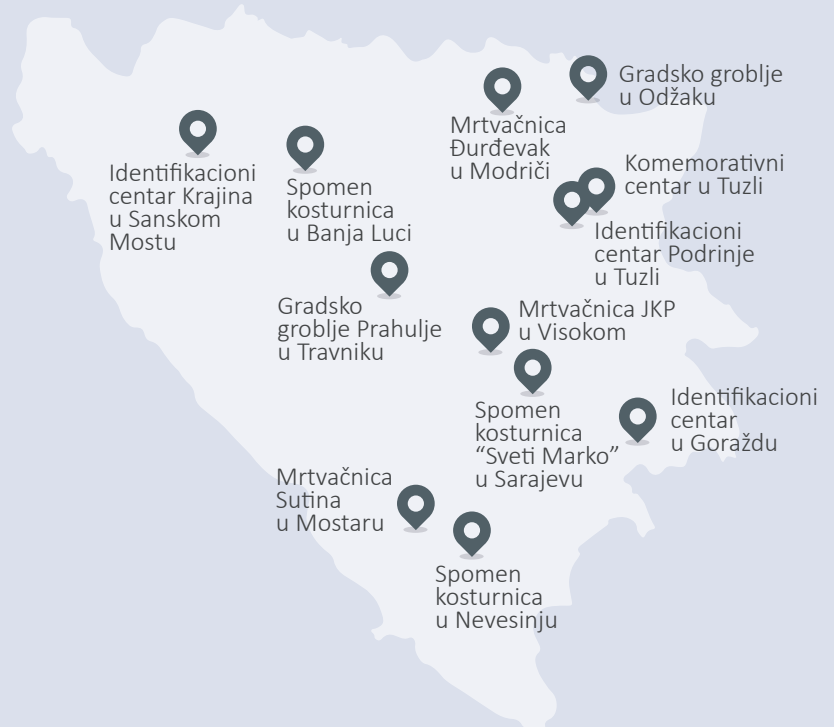 Gradsko groblje
u Odžaku
Mrtvačnica
Đurđevak
u Modriči
Komemorativni
centar u Tuzli
Identifikacioni
centar Krajina
u Sanskom
Mostu
Spomen
kosturnica
u Banja Luci
Identifikacioni
centar Podrinje
u Tuzli
Gradsko
groblje Prahulje
u Travniku
Mrtvačnica JKP
u Visokom
Identifikacioni
centar
u Goraždu
Spomen
kosturnica
“Sveti Marko”
u Sarajevu
Mrtvačnica
Sutina
u Mostaru
Spomen
kosturnica
u Nevesinju